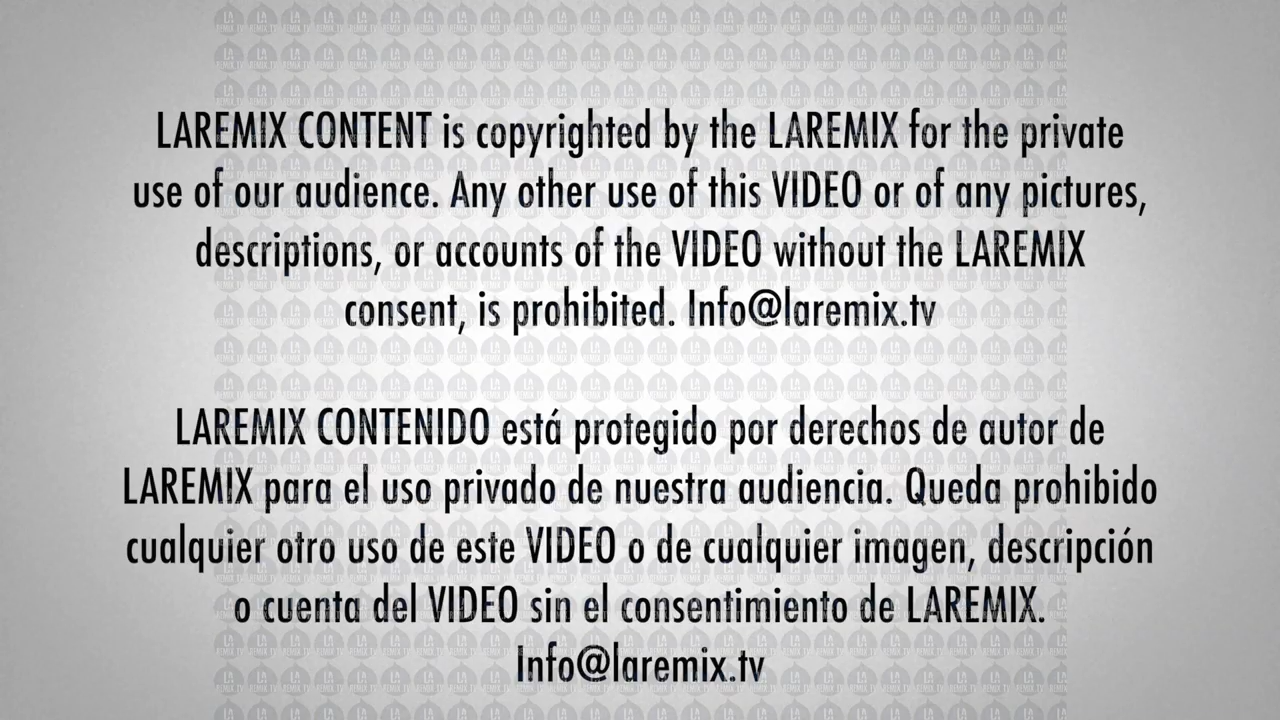 LAREMIX CONTENT is copyrighted by the LAREMIX for the private
use of our audience. Any other use of this VIDEO or of any pictures,
descriptions, or accounts of the VIDEO without the LAREMIX
consent, is prohibited. Info@laremix.tv
LAREMIX CONTENIDO está protegido por derechos de autor de
LAREMIX para el uso privado de nuestra audiencia. Queda prohibido
cualquier otro uso de este VIDEO o de cualquier imagen, descripción
o cuenta del VIDEO sin el consentimiento de LAREMIX.
Info@laremix.tv